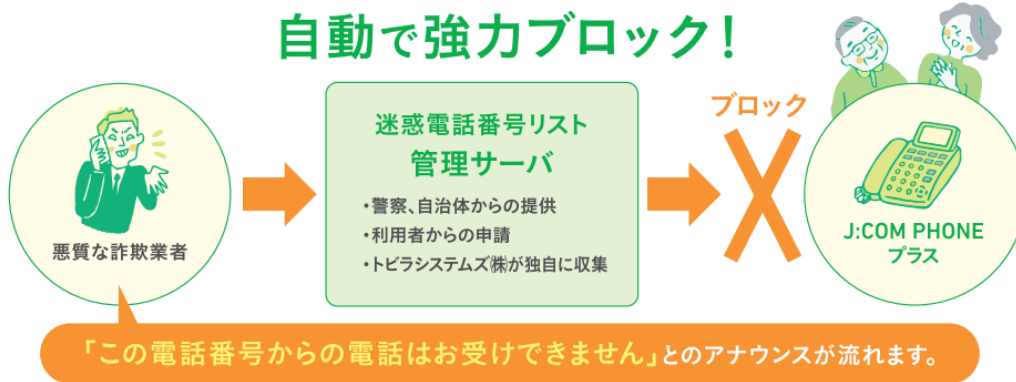 自動で強力ブロック！
悪質な詐欺業者
迷惑電話番号リスト
管理サーバ
・警察、自治体からの提供
・利用者からの申請
・トビラシステムズ㈱が独自に収集
ブロック
J:COM PHONE
プラス
「この電話番号からの電話はお受けできません」とのアナウンスが流れます。